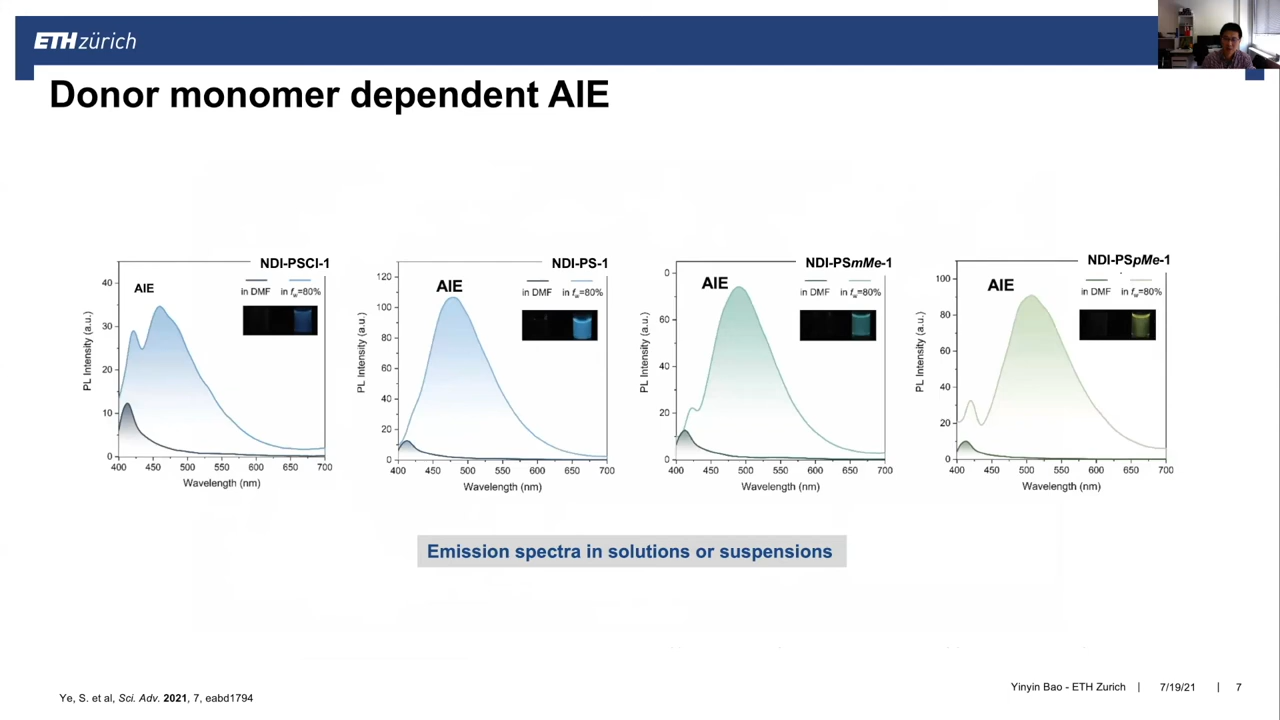 ETH zürich
Donor monomer dependent AIE
NDI-PSCl-1
AIE
in DMF in fw=80%
40
30
20
10
0
400 450 500 550 600 650 700
PL Intensity (a.u.)
Wavelength (nm)
NDI-PS-1
AIE
in DMF in fw=80%
120
100
80
60
40
20
0
400 450 500 550 600 650 700
PL Intensity (a.u.)
Wavelength (nm)
NDI-PSmMe-1
AIE
in DMF in fw=80%
0
60
40
20
0
400 450 500 550 600 650 700
PL Intensity (a.u.)
Wavelength (nm)
NDI-PSpMe-1
AIE
in DMF in fw=80%
100
80
60
40
20
0
400 450 500 550 600 650 700
PL Intensity (a.u.)
Wavelength (nm)
Emission spectra in solutions or suspensions
Ye, S. et al, Sci. Adv. 2021, 7, eabd1794
Yinyin Bao - ETH Zurich | 7/19/21 | 7